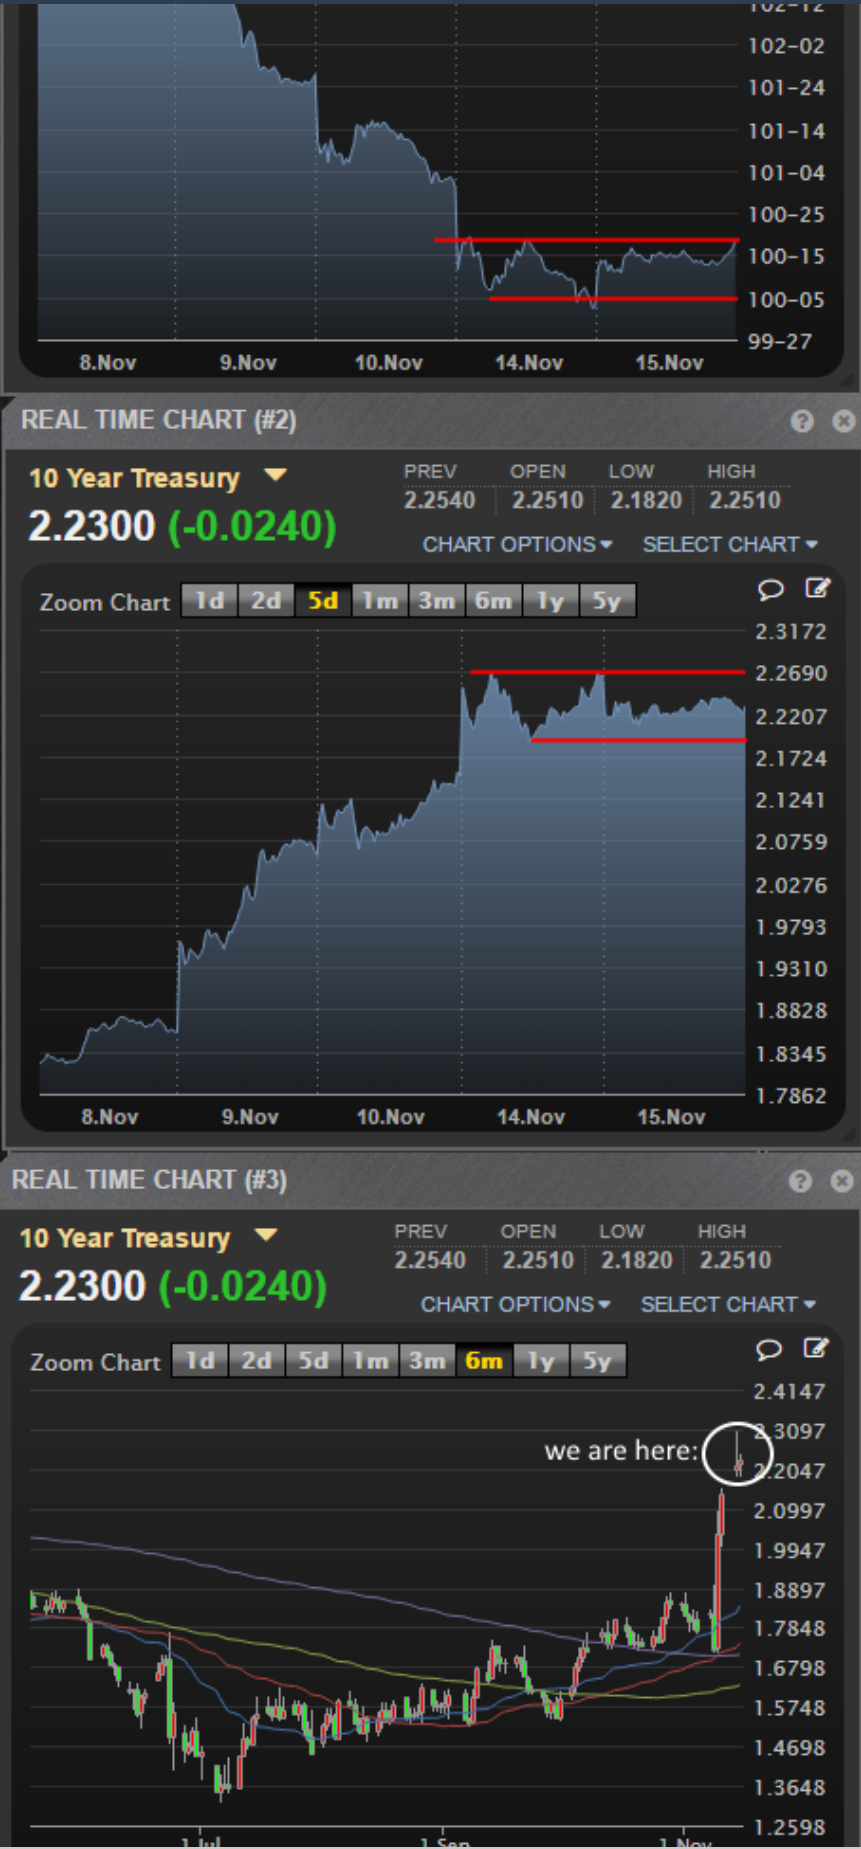 102-12
102-02
101-24
101-14
101-04
100-25
100-15
100-05
99-27
8.Nov 9.Nov 10.Nov 14.Nov 15.Nov
REAL TIME CHART (#2)
10 Year Treasury PREV OPEN LOW HIGH
2.2300 (-0.0240) 2.2540 2.2510 2.1820 2.2510
CHART OPTIONS SELECT CHART
Zoom Chart 1d 2d 5d 1m 3m 6m 1y 5y
2.3172
2.2690
2.2207
2.1724
2.1241
2.0759
2.0276
1.9793
1.9310
1.8828
1.8345
1.7862
8.Nov 9.Nov 10.Nov 14.Nov 15.Nov
REAL TIME CHART (#3)
10 Year Treasury PREV OPEN LOW HIGH
2.2300 (-0.0240) 2.2540 2.2510 2.1820 2.2510
CHART OPTIONS SELECT CHART
Zoom Chart 1d 2d 5d 1m 3m 6m 1y 5y
2.4147
2.3097
we are here:
2.2047
2.0997
1.9947
1.8897
1.7848
1.6798
1.5748
1.4698
1.3648
1.2598
1 Jul 1 Sep 1 Nov